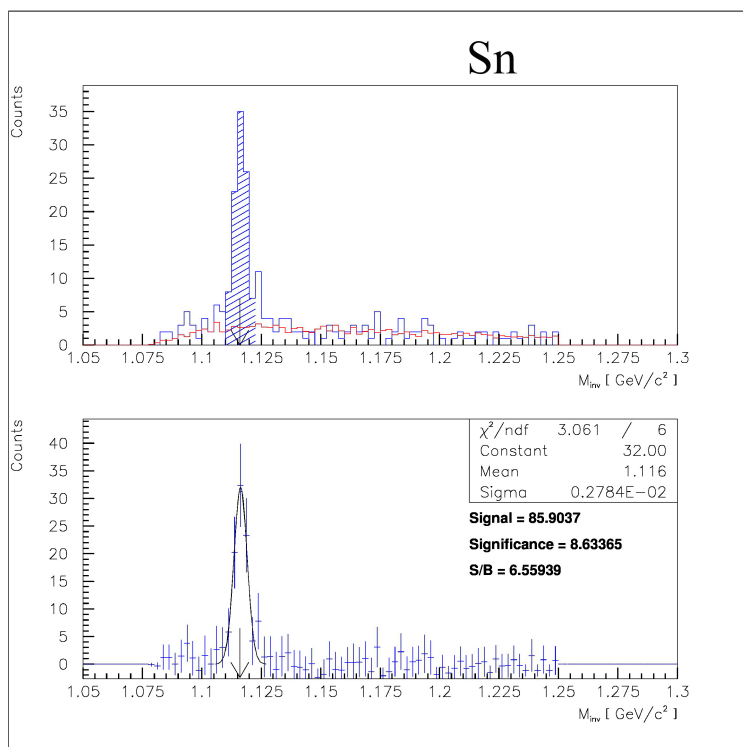 Sn
Counts
35
30
25
20
15
10
5
0
1.05 1.075 1.1 1.125 1.15 1.175 1.2 1.225 1.25 1.275 1.3
M_inv [ GeV/c² ]
Counts
40
35
30
25
20
15
10
5
0
χ²/ndf 3.061 / 6
Constant 32.00
Mean 1.116
Sigma 0.2784E-02
Signal = 85.9037
Significance = 8.63365
S/B = 6.55939
1.05 1.075 1.1 1.125 1.15 1.175 1.2 1.225 1.25 1.275 1.3
M_inv [ GeV/c² ]